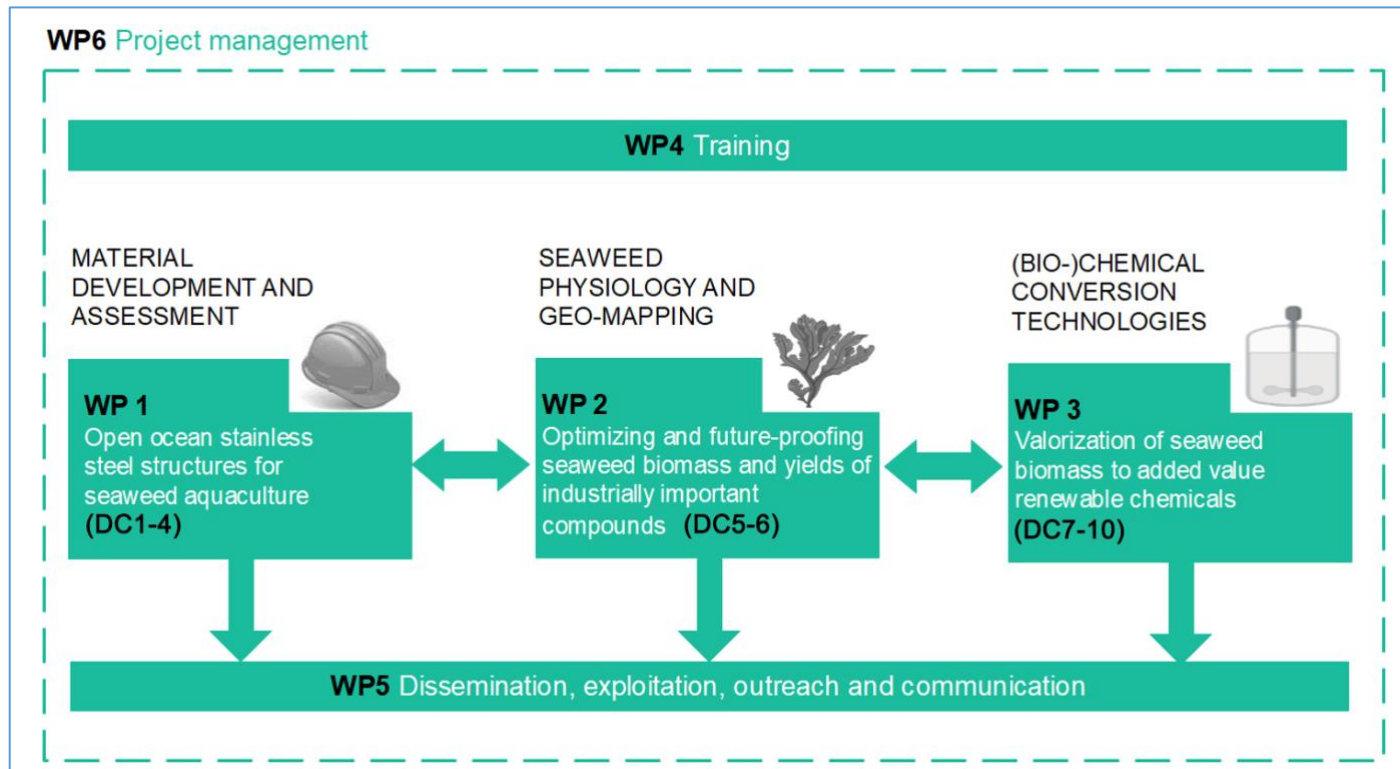 WP6 Project management
WP4 Training
MATERIAL
DEVELOPMENT AND
ASSESSMENT
WP 1
Open ocean stainless
steel structures for
seaweed aquaculture
(DC1-4)
SEAWEED
PHYSIOLOGY AND
GEO-MAPPING
WP 2
Optimizing and future-proofing
seaweed biomass and yields of
industrially important
compounds (DC5-6)
(BIO-)CHEMICAL
CONVERSION
TECHNOLOGIES
WP 3
Valorization of seaweed
biomass to added value
renewable chemicals
(DC7-10)
WP5 Dissemination, exploitation, outreach and communication